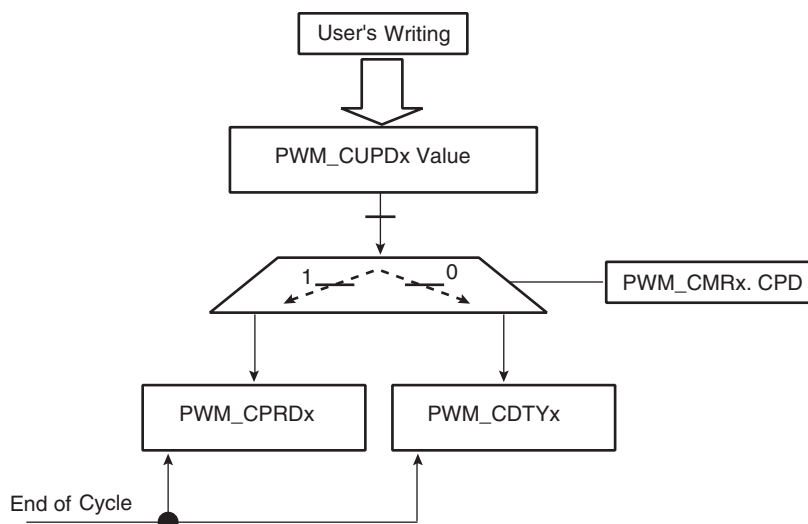 User's Writing
PWM_CUPDx Value
1
0
PWM_CMRx. CPD
PWM_CPRDx
PWM_CDTYx
End of Cycle